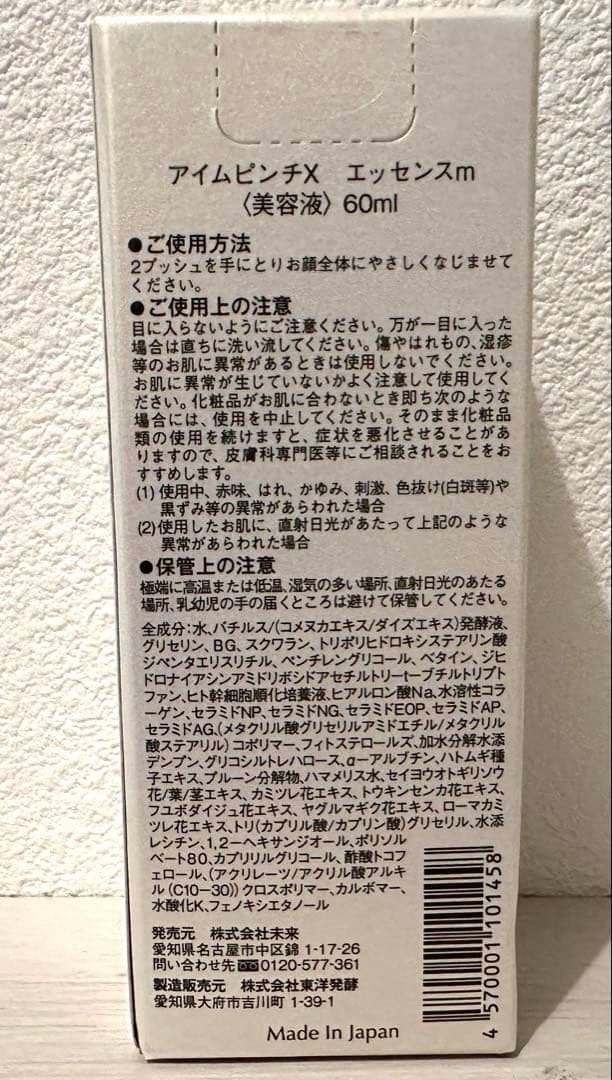 アイムピンチX　エッセンスm
〈美容液〉60ml
●ご使用方法
2プッシュを手にとりお顔全体にやさしくなじませて
ください。
●ご使用上の注意
目に入らないようにご注意ください。万が一目に入った
場合は直ちに洗い流してください。傷やはれもの、湿疹
等のお肌に異常があるときは使用しないでください。
お肌に異常が生じていないかよく注意して使用してく
ださい。化粧品がお肌に合わないとき即ち次のような
場合には、使用を中止してください。そのまま化粧品
類の使用を続けますと、症状を悪化させることがあ
りますので、皮膚科専門医等にご相談されることをお
すすめします。
(1) 使用中、赤味、はれ、かゆみ、刺激、色抜け(白斑等)や
黒ずみ等の異常があらわれた場合
(2)使用したお肌に、直射日光があたって上記のような
異常があらわれた場合
●保管上の注意
極端に高温または低温、湿気の多い場所、直射日光のあたる
場所、乳幼児の手の届くところは避けて保管してください。
全成分：水、バチルス/(コメヌカエキス/ダイズエキス)発酵液、
グリセリン、BG、スクワラン、トリポリヒドロキシステアリン酸
ジペンタエリスリチル、ペンチレングリコール、ベタイン、ジヒ
ドロナイアシンアミドリボシドアセチルトリーtーブチルトリプト
ファン、ヒト幹細胞順化培養液、ヒアルロン酸Na、水溶性コラ
ーゲン、セラミドNP、セラミドNG、セラミドEOP、セラミドAP、
セラミドAG、(メタクリル酸グリセリルアミドエチル/メタクリル
酸ステアリル) コポリマー、フィトステロールズ、加水分解水添
デンプン、グリコシルトレハロース、αーアルブチン、ハトムギ種
子エキス、プルーン分解物、ハマメリス水、セイヨウオトギリソウ
花/葉/茎エキス、カミツレ花エキス、トウキンセンカ花エキス、
フユボダイジュ花エキス、ヤグルマギク花エキス、ローマカミ
ツレ花エキス、トリ(カプリル酸/カプリン酸)グリセリル、水添
レシチン、1,2ーヘキサンジオール、ポリソル
ベート80、カプリリルグリコール、酢酸トコフ
ェロール、(アクリレーツ/アクリル酸アルキ
ル (C10ー30)) クロスポリマー、カルボマー、
水酸化K、フェノキシエタノール
発売元　株式会社未来
愛知県名古屋市中区錦 1-17-26
問い合わせ先 0120-577-361
製造販売元　株式会社東洋発酵
愛知県大府市吉川町 1-39-1
Made In Japan
4 570001 101458